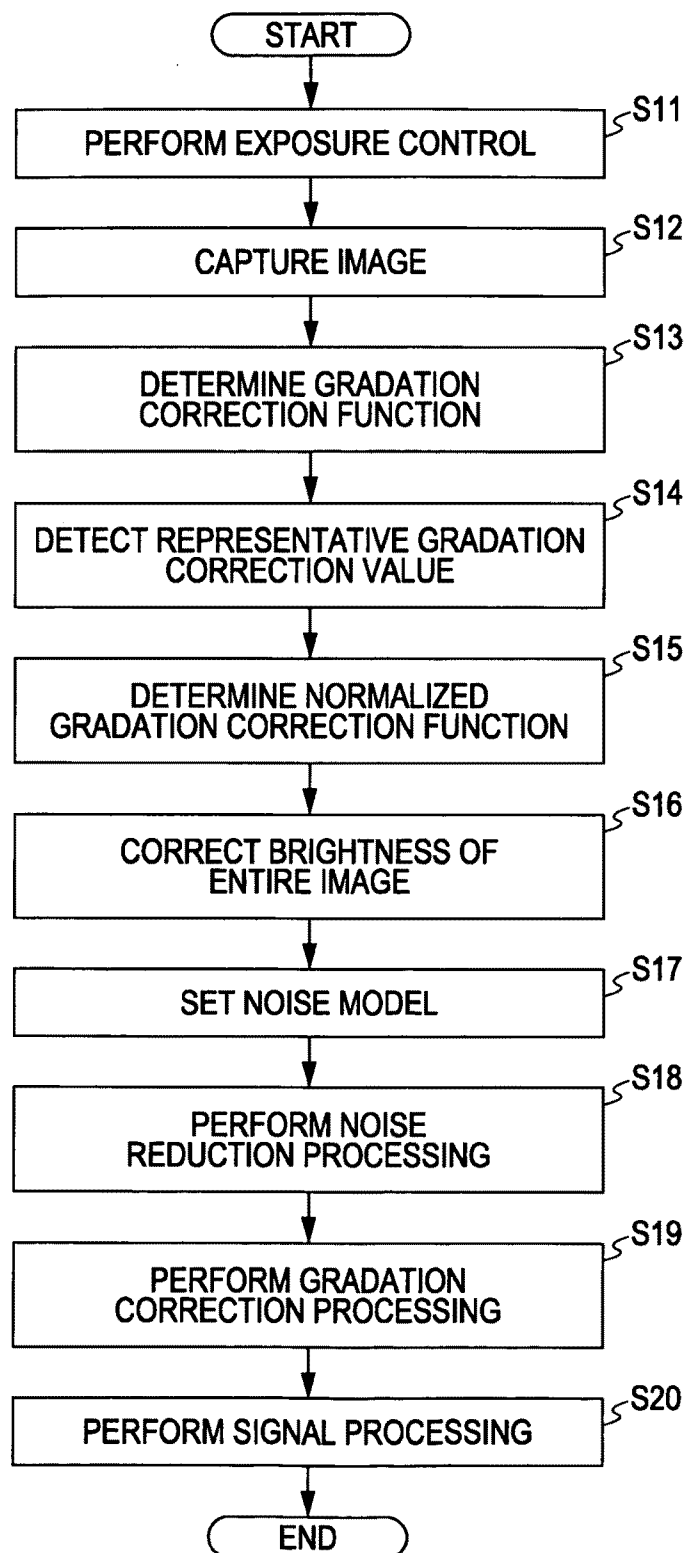 START
S11
PERFORM EXPOSURE CONTROL
S12
CAPTURE IMAGE
S13
DETERMINE GRADATION
CORRECTION FUNCTION
S14
DETECT REPRESENTATIVE GRADATION
CORRECTION VALUE
S15
DETERMINE NORMALIZED
GRADATION CORRECTION FUNCTION
S16
CORRECT BRIGHTNESS OF
ENTIRE IMAGE
S17
SET NOISE MODEL
S18
PERFORM NOISE
REDUCTION PROCESSING
S19
PERFORM GRADATION
CORRECTION PROCESSING
S20
PERFORM SIGNAL PROCESSING
END